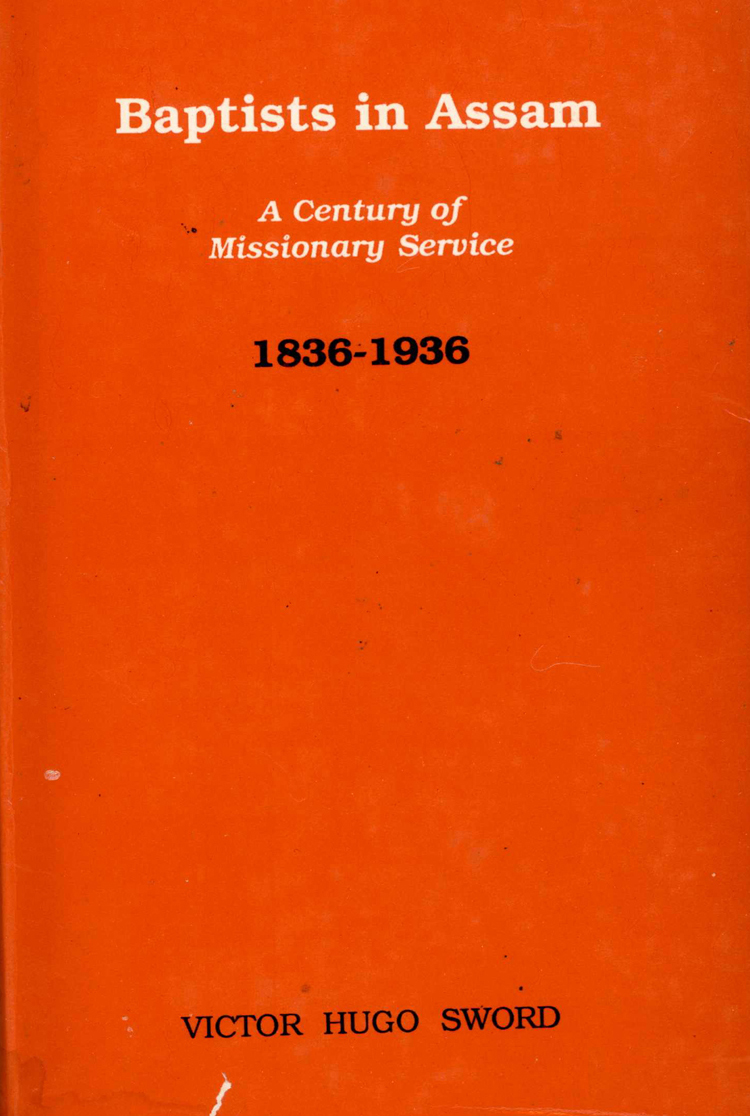 Baptists in Assam
A Century of
Missionary Service
1836-1936
VICTOR HUGO SWORD